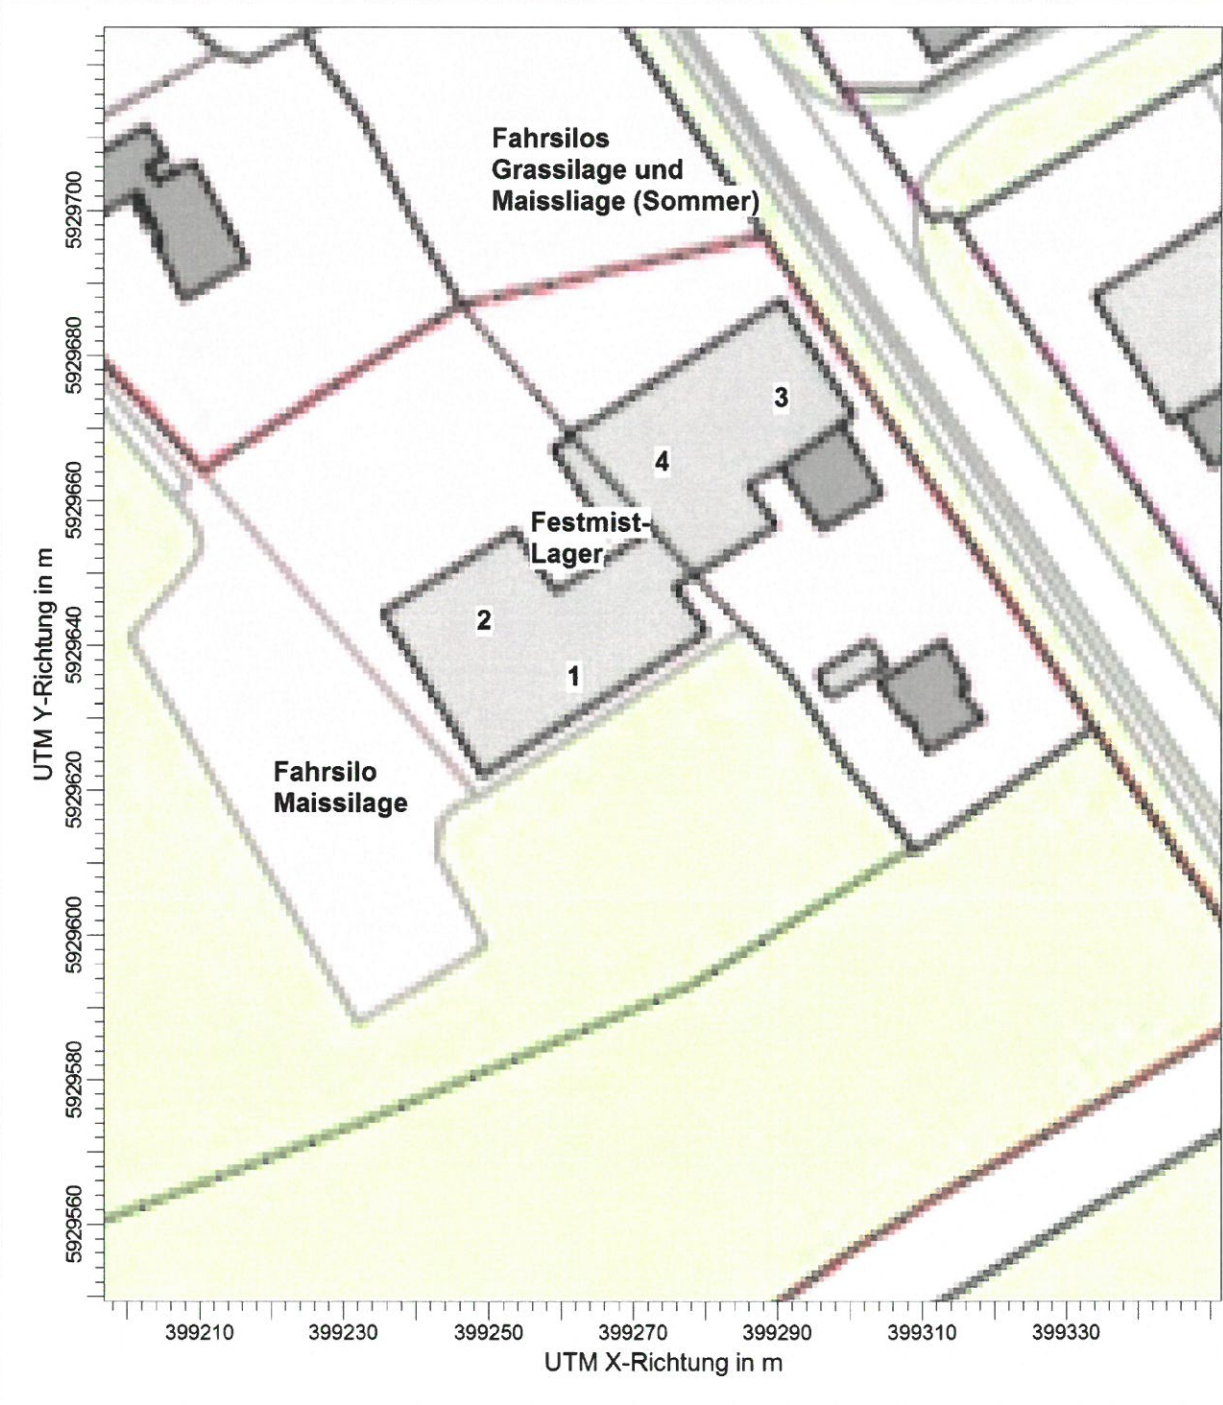 Fahrsilos
Grassilage und
Maissliage (Sommer)
5929700
5929680
3
4
5929660
Festmist-
Lager
UTM Y-Richtung in m
5929640
2
1
Fahrsilo
Maissilage
5929620
5929600
5929580
5929560
399210 399230 399250 399270 399290 399310 399330
UTM X-Richtung in m